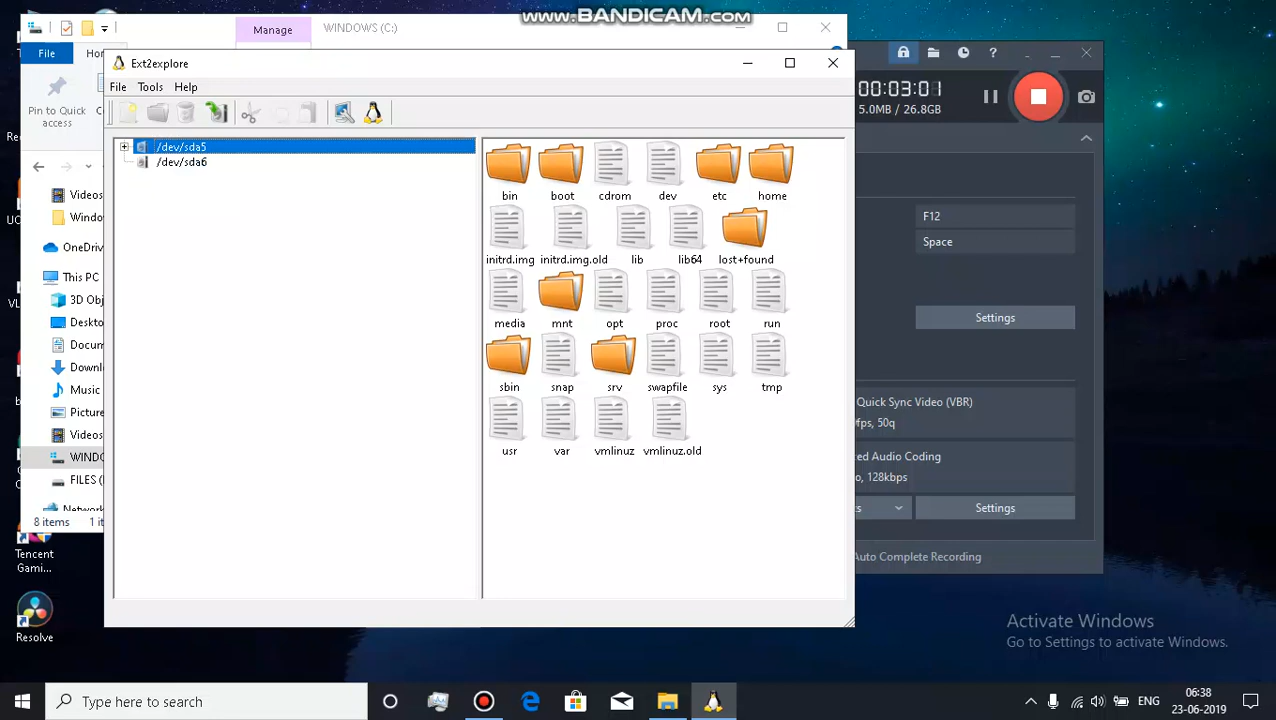 www.BANDICAM.com
Manage
WINDOWS (C:)
File
Ho
Pin to Quick
access
Videos
Windo
OneDriv
This PC
3D Obj
Deskto
Docum
Downl
Music
Picture
Videos
WINDO
FILES (
Network
8 items
1 it
Tencent
Gami...
Resolve
Ext2explore
File
Tools
Help
/dev/sda5
/dev/sda6
bin
boot
cdrom
dev
etc
home
initrd.img
initrd.img.old
lib
lib64
lost+found
media
mnt
opt
proc
root
run
sbin
snap
srv
swapfile
sys
tmp
usr
var
vmlinuz
vmlinuz.old
00:03:01
5.0MB / 26.8GB
F12
Space
Settings
Quick Sync Video (VBR)
fps, 50q
ed Audio Coding
o, 128kbps
ts
Settings
Auto Complete Recording
Activate Windows
Go to Settings to activate Windows.
Type here to search
ENG
06:38
23-06-2019